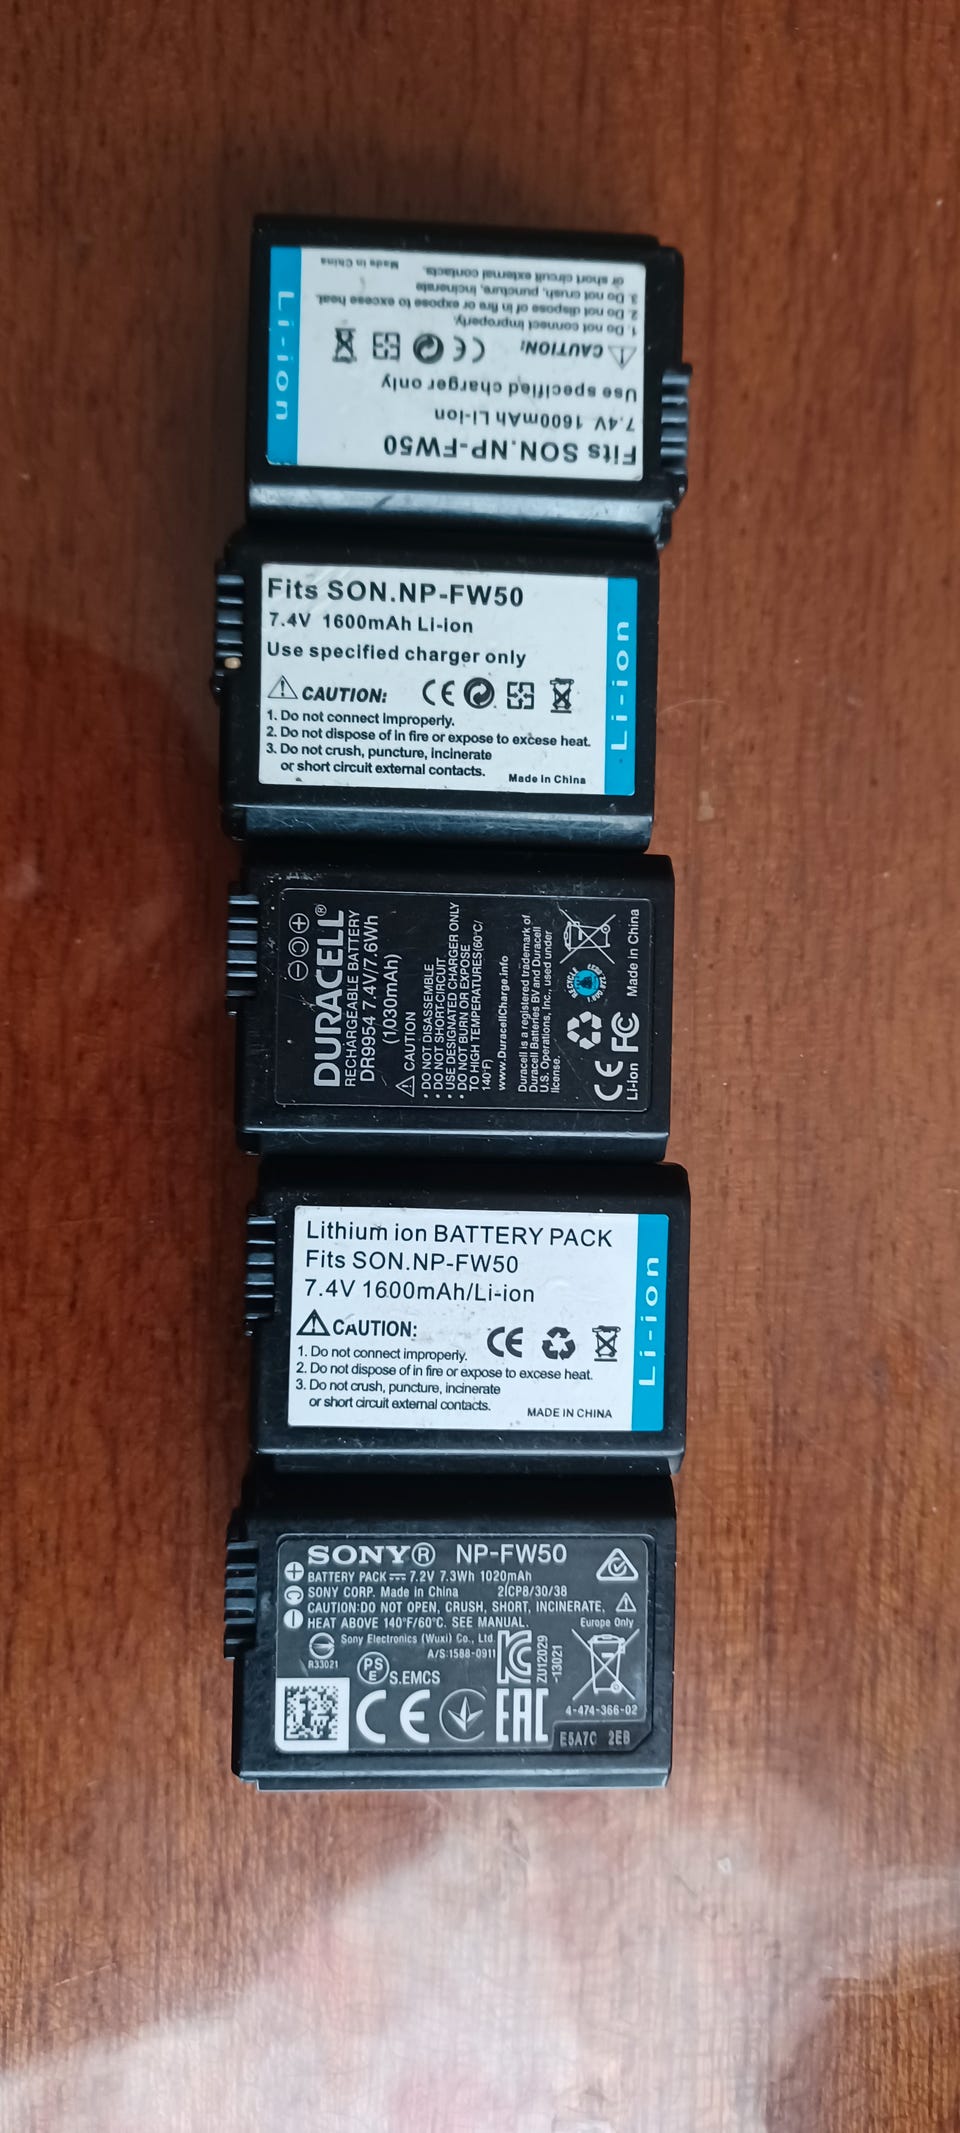 Fits SON.NP-FW50
7.4V 1600mAh Li-ion
Use specified charger only
CAUTION:
1. Do not connect improperly.
2. Do not dispose of in fire or expose to excese heat.
3. Do not crush, puncture, incinerate
or short circuit external contacts.
Made in China
Li-ion
Fits SON.NP-FW50
7.4V 1600mAh Li-ion
Use specified charger only
CAUTION: CE
1. Do not connect improperly.
2. Do not dispose of in fire or expose to excese heat.
3. Do not crush, puncture, incinerate
or short circuit external contacts.
Made in China
Li-ion
DURACELL®
RECHARGEABLE BATTERY
DR9954 7.4V/7.6Wh
(1,030mAh)
CAUTION
• DO NOT DISASSEMBLE
• DO NOT SHORT-CIRCUIT
• USE DESIGNATED CHARGER ONLY
• DO NOT BURN OR EXPOSE
TO HIGH TEMPERATURES(60°C/
140°F)
www.DuracellCharge.info
Duracell is a registered trademark of
Duracell Batteries BV and Duracell
U.S. Operations, Inc., used under
license.
CE FC
Li-ion Made in China
Lithium ion BATTERY PACK
Fits SON.NP-FW50
7.4V 1600mAh/Li-ion
CAUTION: CE
1. Do not connect improperly.
2. Do not dispose of in fire or expose to excese heat.
3. Do not crush, puncture, incinerate
or short circuit external contacts.
MADE IN CHINA
Li-ion
SONY® NP-FW50
BATTERY PACK 7.2V 7.3Wh 1020mAh
SONY CORP. Made in China 2ICP8/30/38
CAUTION:DO NOT OPEN, CRUSH, SHORT, INCINERATE,
HEAT ABOVE 140°F/60°C. SEE MANUAL.
Europe Only
Sony Electronics (Wuxi) Co., Ltd.
A/S:1588-0911
R33021
PSE S.EMCS
ZU12029
-13021
CE EAC
4-474-366-02
E5A7C 2EB